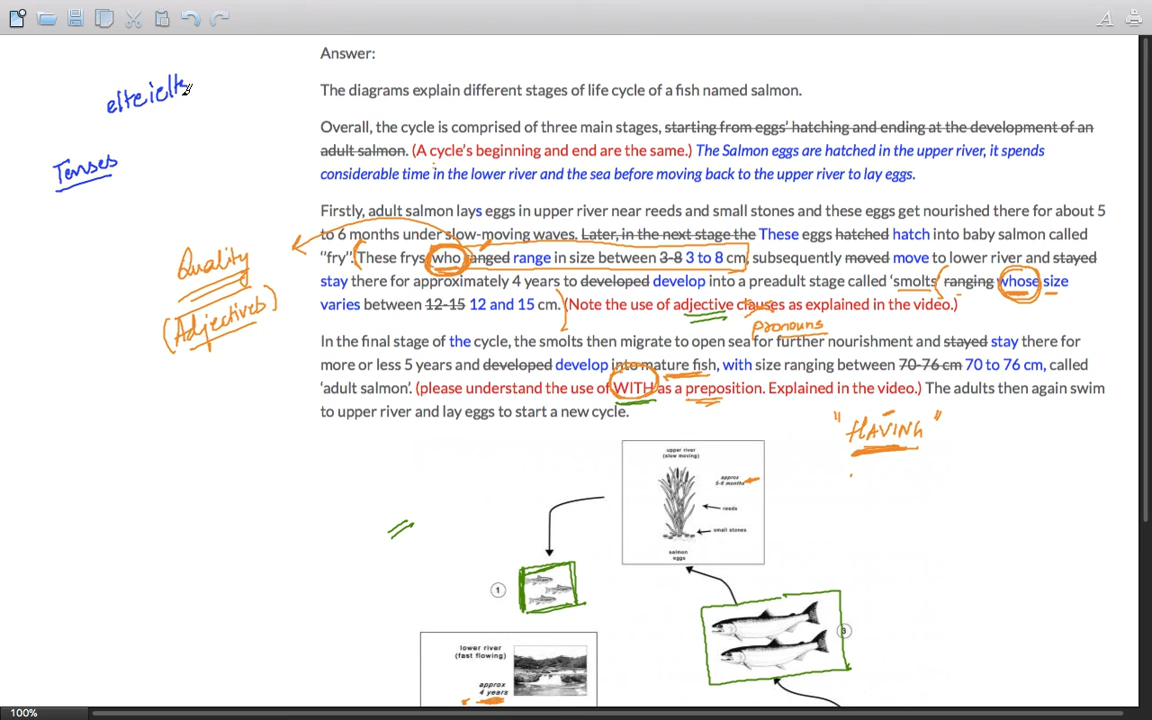 Answer:
elteielts
The diagrams explain different stages of life cycle of a fish named salmon.
Overall, the cycle is comprised of three main stages, starting from eggs' hatching and ending at the development of an
adult salmon. (A cycle's beginning and end are the same.) The Salmon eggs are hatched in the upper river, it spends
Tenses
considerable time in the lower river and the sea before moving back to the upper river to lay eggs.
Firstly, adult salmon lays eggs in upper river near reeds and small stones and these eggs get nourished there for about 5
to 6 months under slow-moving waves. Later, in the next stage the These eggs hatched hatch into baby salmon called
Quality
"fry". These frys who ranged range in size between 3-8 3 to 8 cm, subsequently moved move to lower river and stayed
stay there for approximately 4 years to developed develop into a preadult stage called 'smolts ranging whose size
varies between 12-15 12 and 15 cm. (Note the use of adjective clauses as explained in the video.)
(Adjectives)
pronouns
In the final stage of the cycle, the smolts then migrate to open sea for further nourishment and stayed stay there for
more or less 5 years and developed develop into mature fish, with size ranging between 70-76 cm 70 to 76 cm, called
'adult salmon'. (please understand the use of WITH as a preposition. Explained in the video.) The adults then again swim
to upper river and lay eggs to start a new cycle.
"HAVING"
upper river
(slow moving)
approx
5-6 months
reeds
small stones
salmon
eggs
1
3
lower river
(fast flowing)
approx
4 years
100%